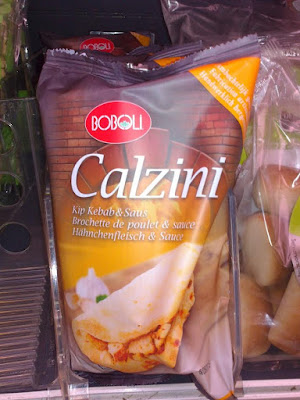 BOBOLI
Calzini
Kip Kebab & Saus
Brochette de poulet & sauce
Hähnchenfleisch & Sauce